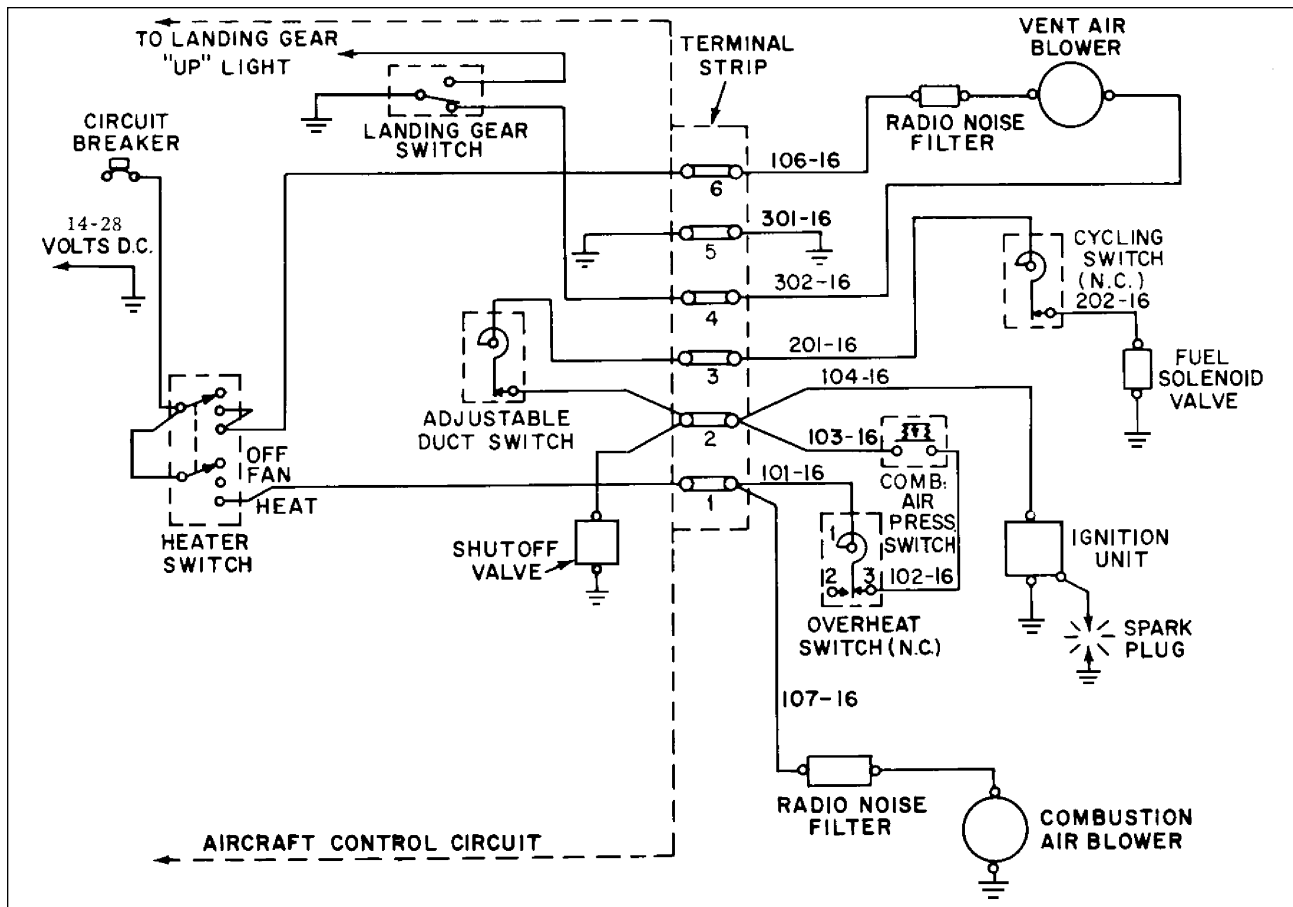 TO LANDING GEAR
"UP" LIGHT
TERMINAL
STRIP
VENT AIR
BLOWER
CIRCUIT
BREAKER
LANDING GEAR
SWITCH
RADIO NOISE
FILTER
106-16
6
14-28
VOLTS D.C.
301-16
5
CYCLING
SWITCH
(N.C.)
202-16
302-16
4
201-16
3
FUEL
SOLENOID
VALVE
104-16
ADJUSTABLE
DUCT SWITCH
2
103-16
OFF
FAN
HEAT
101-16
1
COMB:
AIR
PRESS
SWITCH
HEATER
SWITCH
SHUTOFF
VALVE
1
2
3
102-16
IGNITION
UNIT
OVERHEAT
SWITCH (N.C.)
SPARK
PLUG
107-16
RADIO NOISE
FILTER
COMBUSTION
AIR BLOWER
AIRCRAFT CONTROL CIRCUIT